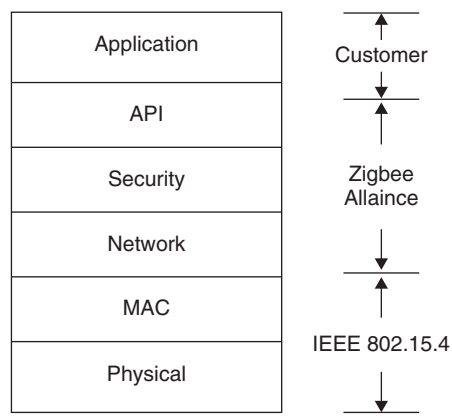 Application
API
Security
Network
MAC
Physical
Customer
Zigbee
Allaince
IEEE 802.15.4